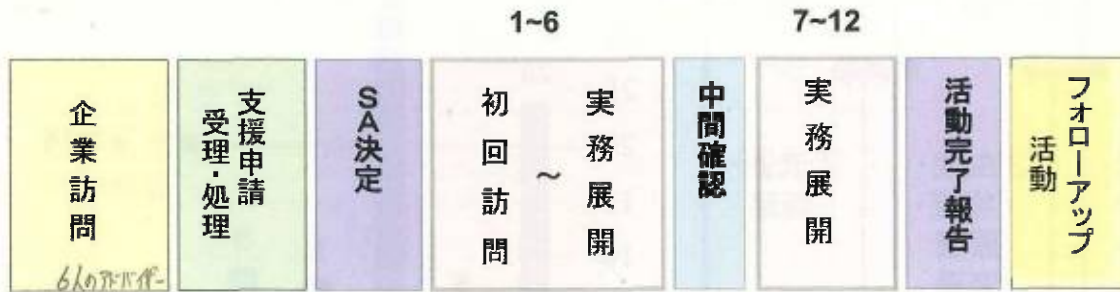 1~6
7~12
企業訪問
6人のアドバイザー
支援申請
受理・処理
SA決定
初回訪問
～
実務展開
中間確認
実務展開
活動完了報告
フォローアップ
活動